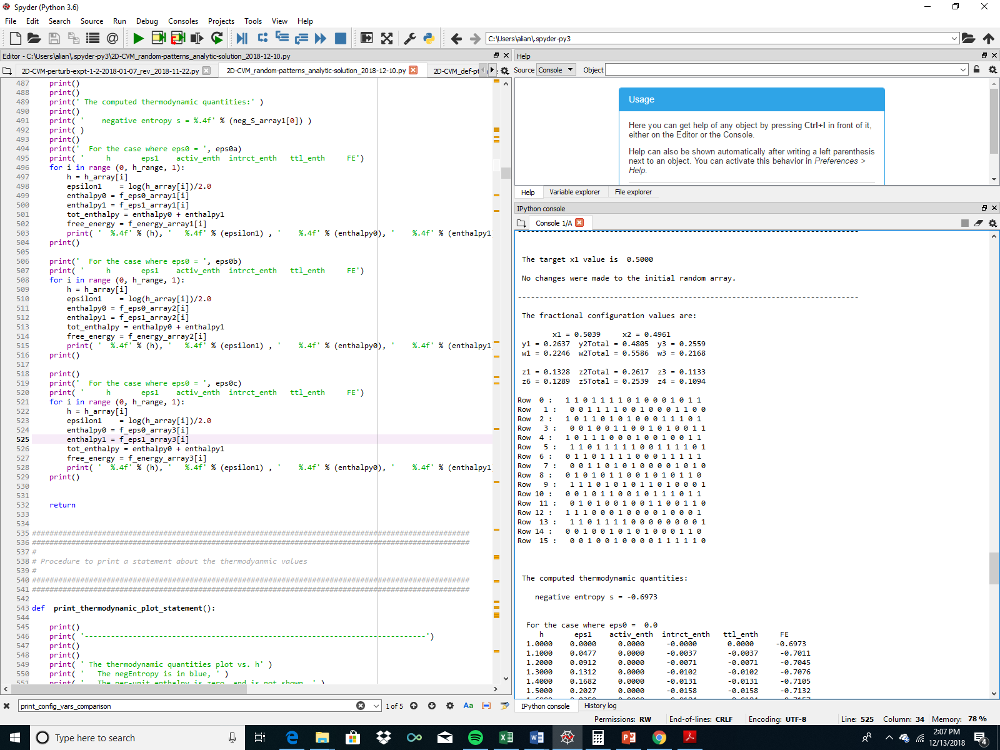 Spyder (Python 3.6)
File Edit Search Source Run Debug Consoles Projects Tools View Help
C:\Users\alian\.spyder-py3
Editor - C:\Users\alian\.spyder-py3\2D-CVM_random-patterns_analytic-solution_2018-12-10.py
2D-CVM-perturb-expt-1-2-2018-01-07_rev_2018-11-22.py 2D-CVM_random-patterns_analytic-solution_2018-12-10.py 2D-CVM_def-pt
487 print()
488 print()
489 print(' The computed thermodynamic quantities:' )
490 print()
491 print( '    negative entropy s = %.4f' % (neg_S_array1[0]) )
492 print( )
493 print()
494 print('  For the case where eps0 = ', eps0a)
495 print( '     h       eps1    activ_enth  intrct_enth   ttl_enth     FE')
496 for i in range (0, h_range, 1):
497 h = h_array[i]
498 epsilon1    = log(h_array[i])/2.0
499 enthalpy0 = f_eps0_array1[i]
500 enthalpy1 = f_eps1_array1[i]
501 tot_enthalpy = enthalpy0 + enthalpy1
502 free_energy = f_energy_array1[i]
503 print( '  %.4f' % (h), '   %.4f' % (epsilon1) , '    %.4f' % (enthalpy0), '    %.4f' % (enthalpy1
504 print()
505
506 print('  For the case where eps0 = ', eps0b)
507 print( '     h       eps1    activ_enth  intrct_enth   ttl_enth     FE')
508 for i in range (0, h_range, 1):
509 h = h_array[i]
510 epsilon1    = log(h_array[i])/2.0
511 enthalpy0 = f_eps0_array2[i]
512 enthalpy1 = f_eps1_array2[i]
513 tot_enthalpy = enthalpy0 + enthalpy1
514 free_energy = f_energy_array2[i]
515 print( '  %.4f' % (h), '   %.4f' % (epsilon1) , '    %.4f' % (enthalpy0), '    %.4f' % (enthalpy1
516 print()
517
518 print()
519 print('  For the case where eps0 = ', eps0c)
520 print( '     h       eps1    activ_enth  intrct_enth   ttl_enth     FE')
521 for i in range (0, h_range, 1):
522 h = h_array[i]
523 epsilon1    = log(h_array[i])/2.0
524 enthalpy0 = f_eps0_array3[i]
525 enthalpy1 = f_eps1_array3[i]
526 tot_enthalpy = enthalpy0 + enthalpy1
527 free_energy = f_energy_array3[i]
528 print( '  %.4f' % (h), '   %.4f' % (epsilon1) , '    %.4f' % (enthalpy0), '    %.4f' % (enthalpy1
529 print()
530
531
532 return
533
534
535 ####################################################################################################
536 ####################################################################################################
537 #
538 # Procedure to print a statement about the thermodyanmic values
539 #
540 ####################################################################################################
541 ####################################################################################################
542
543 def  print_thermodynamic_plot_statement():
544
545 print()
546 print( '------------------------------------------------------------------------------')
547 print()
548 print()
549 print( ' The thermodynamic quantities plot vs. h' )
550 print( '   The negEntropy is in blue, ' )
551 print( '   The per-unit enthalpy is zero, and is not shown, ' )
print_config_vars_comparison 1 of 5 Aa
Help
Source Console Object
Usage
Here you can get help of any object by pressing Ctrl+I in front of it,
either on the Editor or the Console.
Help can also be shown automatically after writing a left parenthesis
next to an object. You can activate this behavior in Preferences >
Help.
Help Variable explorer File explorer
IPython console
Console 1/A
------------------------------------------------------------------------------
The target x1 value is  0.5000
No changes were made to the initial random array.
------------------------------------------------------------------------------
The fractional configuration values are:
x1 = 0.5039     x2 = 0.4961
y1 = 0.2637  y2Total = 0.4805  y3 = 0.2559
w1 = 0.2246  w2Total = 0.5586  w3 = 0.2168
z1 = 0.1328  z2Total = 0.2617  z3 = 0.1133
z6 = 0.1289  z5Total = 0.2539  z4 = 0.1094
Row  0 :   1 1 0 1 1 1 1 0 1 0 0 0 1 0 1 1
Row   1 :   0 0 1 1 1 1 0 0 1 0 0 0 1 1 0 0
Row  2 :   1 0 1 1 0 1 0 1 0 0 0 1 1 1 0 1
Row   3 :   0 0 1 0 0 1 1 0 0 1 0 1 0 0 1 1
Row  4 :   1 0 1 1 1 0 0 0 1 0 0 1 0 0 1 1
Row   5 :   1 1 0 1 1 1 1 1 0 0 1 1 1 1 0 1
Row  6 :   0 1 1 0 1 1 1 1 0 0 0 1 1 1 1 1
Row   7 :   0 0 1 1 0 1 0 1 0 0 0 0 1 0 1 0
Row  8 :   0 1 0 1 0 1 1 0 0 1 0 1 0 1 1 0
Row   9 :   1 1 1 0 1 0 1 0 1 1 0 1 0 0 0 1
Row 10 :   0 0 1 0 1 1 0 0 1 0 1 1 1 0 1 1
Row  11 :   0 1 0 1 0 0 1 0 0 1 1 0 0 1 1 0
Row 12 :   1 1 1 0 0 0 1 0 0 0 0 1 0 0 0 1
Row  13 :   1 1 0 1 1 1 1 0 0 0 0 0 0 0 0 1
Row 14 :   0 0 1 0 0 1 0 1 0 1 0 0 0 1 1 0
Row  15 :   0 0 1 0 0 1 0 0 0 0 1 1 1 1 1 0
The computed thermodynamic quantities:
negative entropy s = -0.6973
For the case where eps0 =  0.0
h       eps1    activ_enth  intrct_enth   ttl_enth     FE
1.0000    0.0000     0.0000     -0.0000        0.0000     -0.6973
1.1000    0.0477     0.0000     -0.0037       -0.0037     -0.7011
1.2000    0.0912     0.0000     -0.0071       -0.0071     -0.7045
1.3000    0.1312     0.0000     -0.0102       -0.0102     -0.7076
1.4000    0.1682     0.0000     -0.0131       -0.0131     -0.7105
1.5000    0.2027     0.0000     -0.0158       -0.0158     -0.7132
IPython console History log
Permissions: RW End-of-lines: CRLF Encoding: UTF-8 Line: 525 Column: 34 Memory: 78 %
Type here to search
2:07 PM
12/13/2018
4